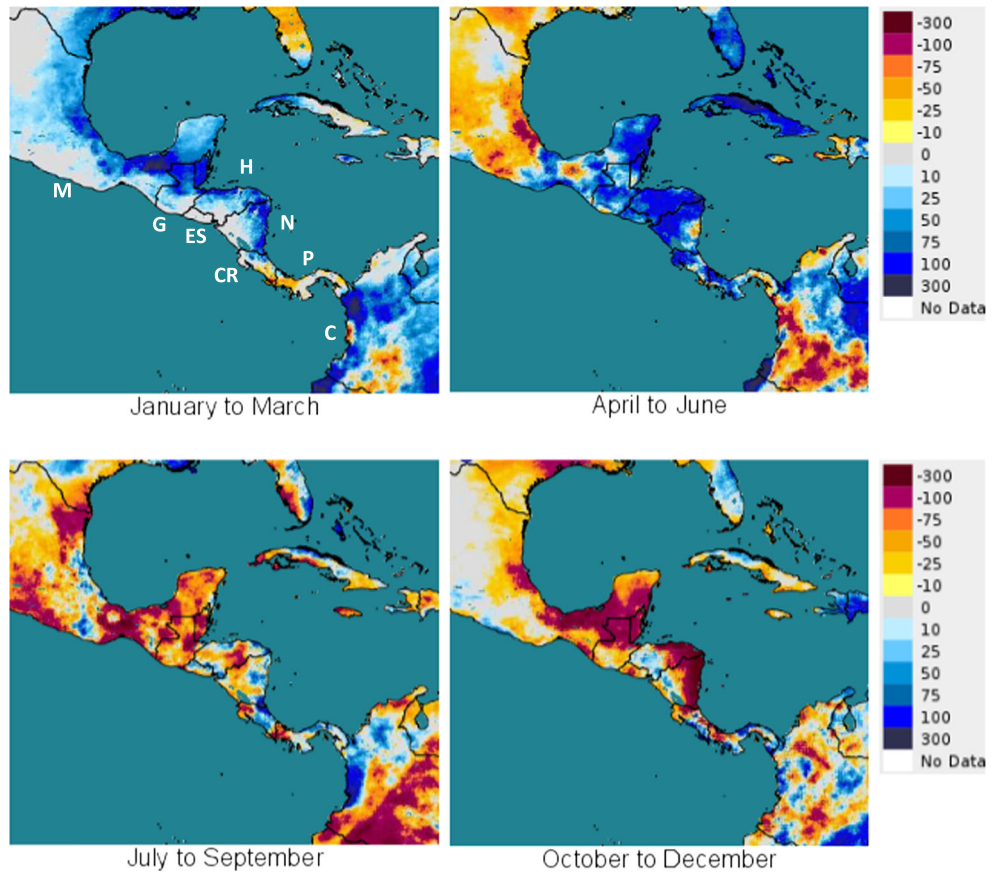 -300
-100
-75
-50
-25
-10
0
10
25
50
75
100
300
No Data
H
M
G
N
ES
P
CR
C
January to March
April to June
-300
-100
-75
-50
-25
-10
0
10
25
50
75
100
300
No Data
July to September
October to December